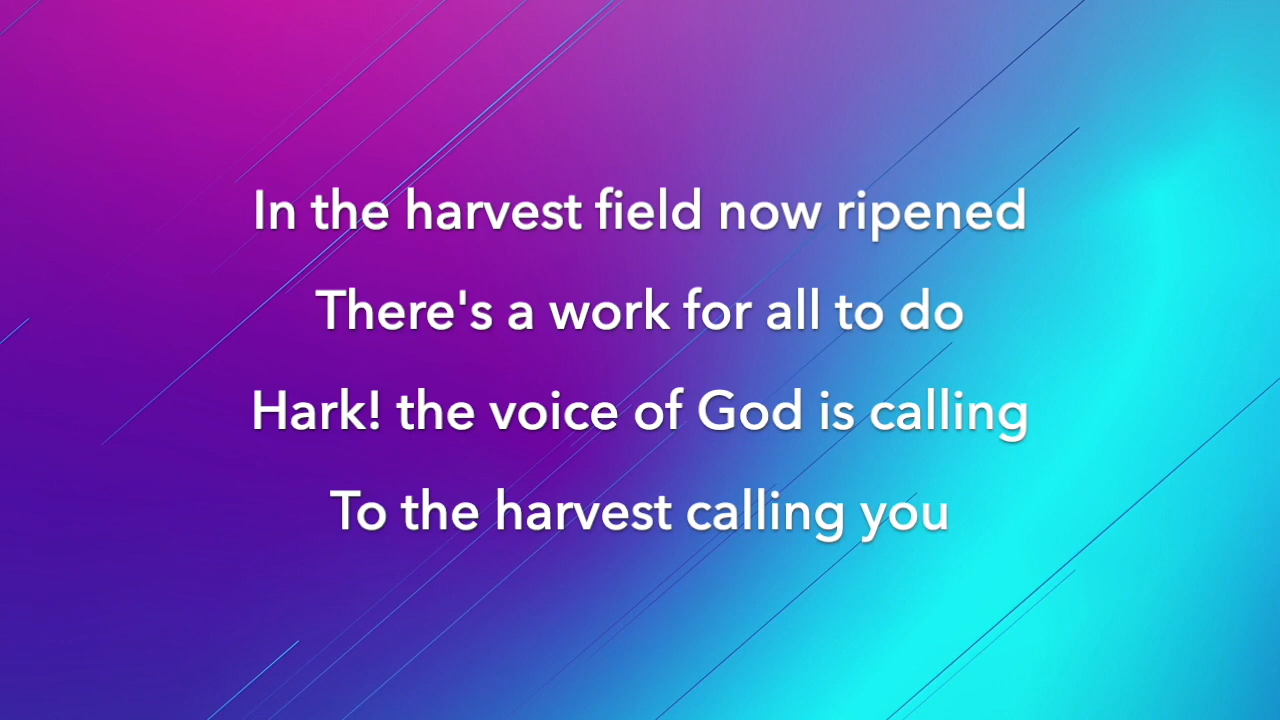 In the harvest field now ripened
There's a work for all to do
Hark! the voice of God is calling
To the harvest calling you